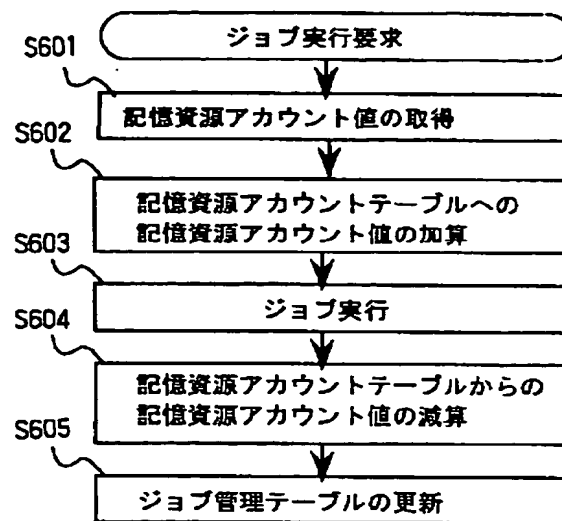 ジョブ実行要求
S601
記憶資源アカウント値の取得
S602
記憶資源アカウントテーブルへの
記憶資源アカウント値の加算
S603
ジョブ実行
S604
記憶資源アカウントテーブルからの
記憶資源アカウント値の減算
S605
ジョブ管理テーブルの更新